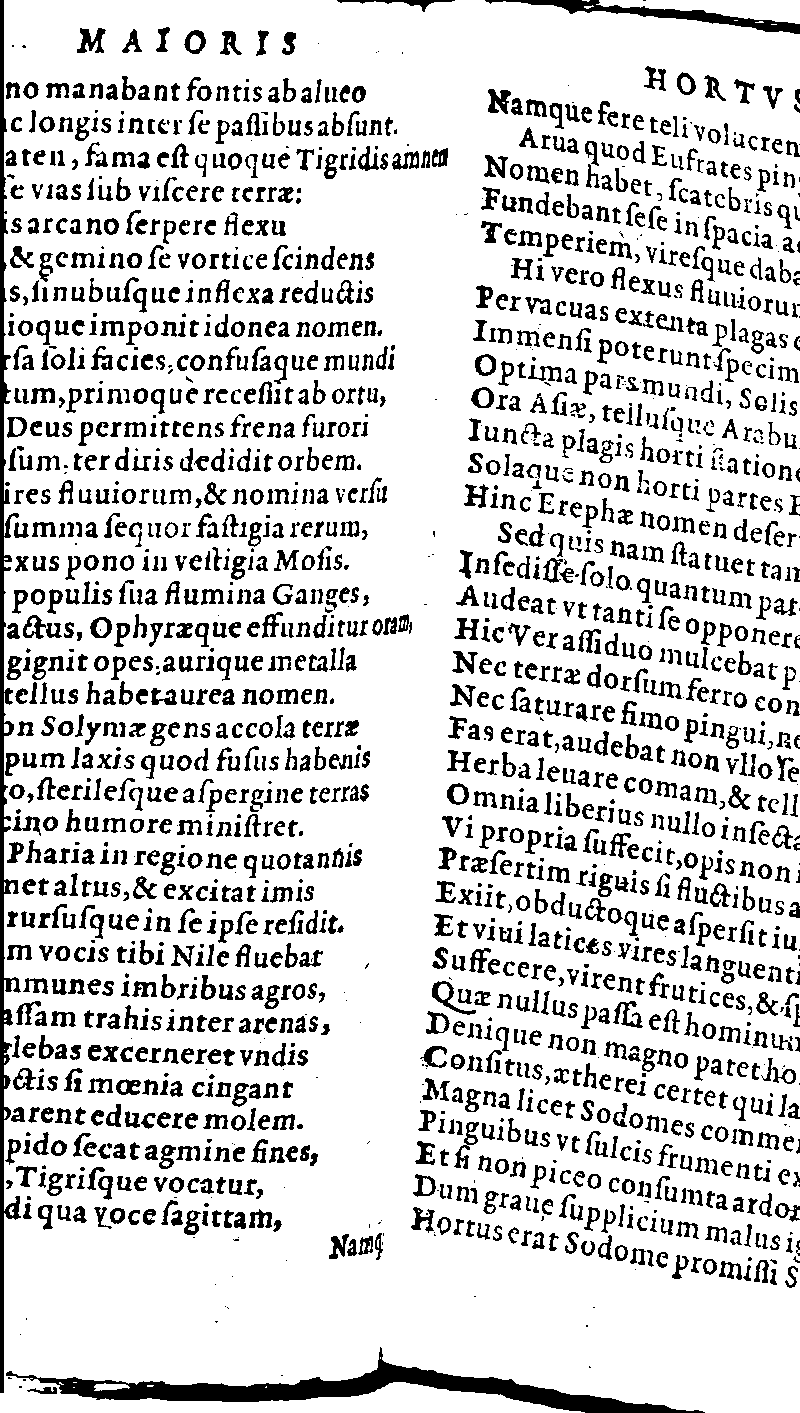 MAIORIS
no manabant fontis ab alueo
c longis inter se passibus absunt.
aten, fama est quoque Tigridis amnem
se vias sub viscere terræ:
is arcano serpere flexu
,& gemino se vortice scindens
s, sinubusque inflexa reductis
ioque imponit idonea nomen.
rsa soli facies, confusaque mundi
tum, primoque recessit ab ortu,
Deus permittens frena furori
sum, ter diris dedidit orbem.
ires fluuiorum, & nomina versu
summa sequor fastigia rerum,
exus pono in vestigia Mosis.
populis sua flumina Ganges,
actus, Ophyræque effunditur oram,
gignit opes, aurique metalla
tellus habet aurea nomen.
on Solymæ gens accola terræ
pum laxis quod fusus habenis
o, sterilesque aspergine terras
cino humore ministret.
Pharia in regione quotannis
net altus, & excitat imis
rursusque in se ipse residit.
m vocis tibi Nile fluebat
mmunes imbribus agros,
assam trahis inter arenas,
glebas excerneret vndis
octis si mœnia cingant
parent educere molem.
pido secat agmine fines,
, Tigrisque vocatur,
di qua voce sagittam,
Namq
HORTVS
Namque fere teli volucrem
Arua quod Eufrates pin
Nomen habet, scatebris qu
Fundebant sese in spacia a
Temperiem, viresque daba
Hi vero flexus fluuiorum
Per vacuas extenta plagas
Immensi poterunt specim
Optima pars mundi, Solis
Ora Asiæ, tellusque Arabu
Iuncta plagis horti statione
Solaque non horti partes E
Hinc Erephæ nomen defer
Sed quis nam statuet tam
Insedisse solo quantum pat
Audeat vt tanti se opponere
Hic Ver assiduo mulcebat p
Nec terræ dorsum ferro con
Nec saturare fimo pingui, ne
Fas erat, audebat non vllo se
Herba leuare comam, & tell
Omnia liberius nullo insecta
Vi propria suffecit, opis non i
Præsertim riguis si fluctibus a
Exiit, obductoque aspersit iu
Et viui latices vires languenti
Suffecere, virent frutices, & sp
Quæ nullus passa est hominum
Denique non magno patet ho
Consitus, ætherei certet qui la
Magna licet Sodomes comme
Pinguibus vt sulcis frumenti ex
Et si non piceo consumta ardor
Dum graue supplicium malus ig
Hortus erat Sodome promissi S